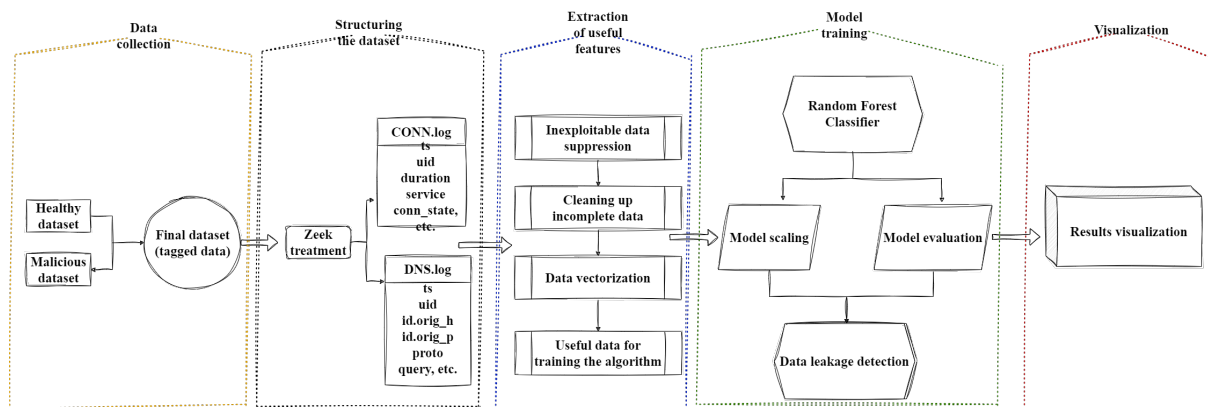 Data
collection
Structuring
the dataset
Extraction
of useful
features
Model
training
Visualization
Healthy
dataset
Malicious
dataset
Final dataset
(tagged data)
Zeek
treatment
CONN.log
ts
uid
duration
service
conn_state,
etc.
DNS.log
ts
uid
id.orig_h
id.orig_p
proto
query, etc.
Inexploitable data
suppression
Cleaning up
incomplete data
Data vectorization
Useful data for
training the algorithm
Random Forest
Classifier
Model scaling
Model evaluation
Data leakage detection
Results visualization